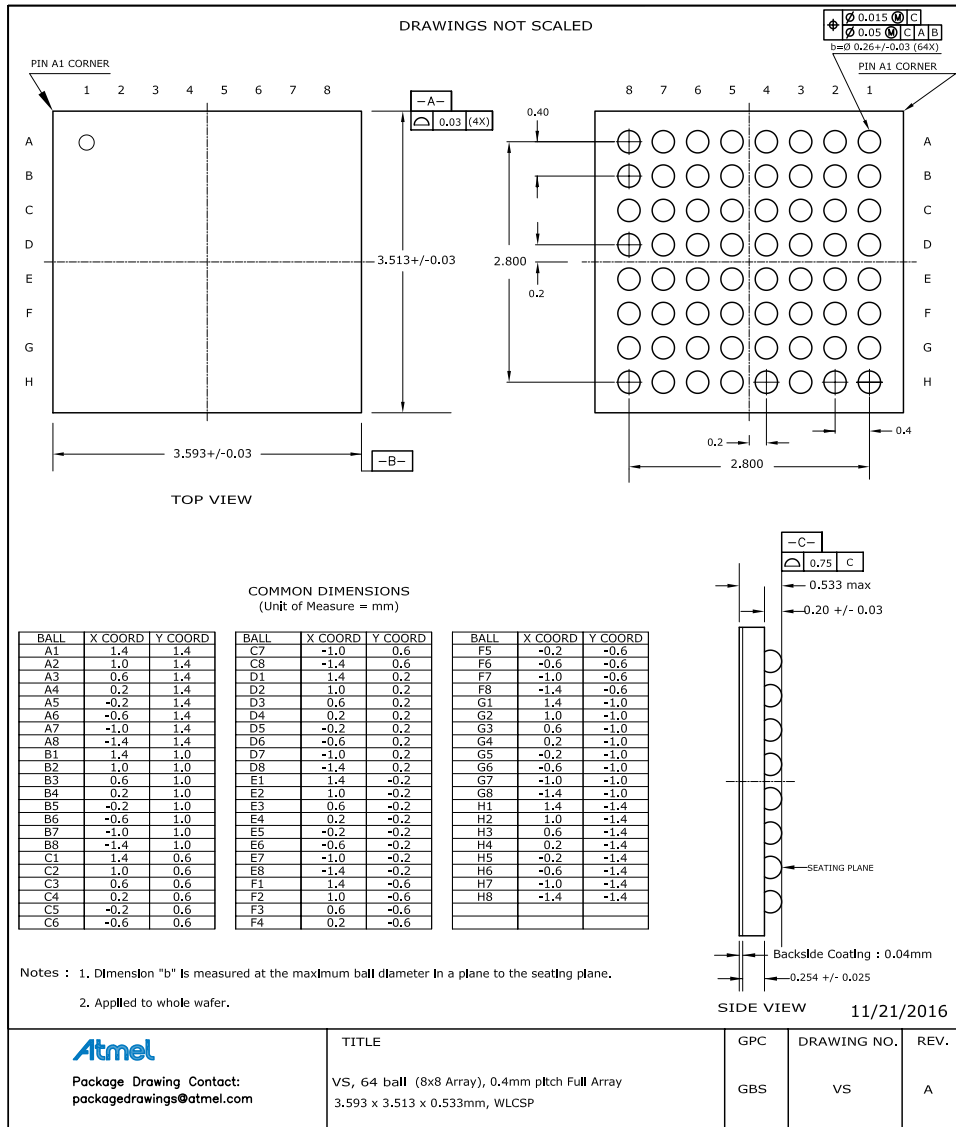 DRAWINGS NOT SCALED
⌖ Ø 0.015 Ⓜ C
Ø 0.05 Ⓜ C A B
b=Ø 0.26+/-0.03 (64X)
PIN A1 CORNER
PIN A1 CORNER
1 2 3 4 5 6 7 8
8 7 6 5 4 3 2 1
-A-
⌓ 0.03 (4X)
0.40
A
B
C
D
E
F
G
H
A
B
C
D
E
F
G
H
3.513+/-0.03
2.800
0.2
0.2
0.4
2.800
3.593+/-0.03
-B-
TOP VIEW
-C-
⌓ 0.75 C
0.533 max
0.20 +/- 0.03
COMMON DIMENSIONS
(Unit of Measure = mm)
BALL X COORD Y COORD
A1 1.4 1.4
A2 1.0 1.4
A3 0.6 1.4
A4 0.2 1.4
A5 -0.2 1.4
A6 -0.6 1.4
A7 -1.0 1.4
A8 -1.4 1.4
B1 1.4 1.0
B2 1.0 1.0
B3 0.6 1.0
B4 0.2 1.0
B5 -0.2 1.0
B6 -0.6 1.0
B7 -1.0 1.0
B8 -1.4 1.0
C1 1.4 0.6
C2 1.0 0.6
C3 0.6 0.6
C4 0.2 0.6
C5 -0.2 0.6
C6 -0.6 0.6
BALL X COORD Y COORD
C7 -1.0 0.6
C8 -1.4 0.6
D1 1.4 0.2
D2 1.0 0.2
D3 0.6 0.2
D4 0.2 0.2
D5 -0.2 0.2
D6 -0.6 0.2
D7 -1.0 0.2
D8 -1.4 0.2
E1 1.4 -0.2
E2 1.0 -0.2
E3 0.6 -0.2
E4 0.2 -0.2
E5 -0.2 -0.2
E6 -0.6 -0.2
E7 -1.0 -0.2
E8 -1.4 -0.2
F1 1.4 -0.6
F2 1.0 -0.6
F3 0.6 -0.6
F4 0.2 -0.6
BALL X COORD Y COORD
F5 -0.2 -0.6
F6 -0.6 -0.6
F7 -1.0 -0.6
F8 -1.4 -0.6
G1 1.4 -1.0
G2 1.0 -1.0
G3 0.6 -1.0
G4 0.2 -1.0
G5 -0.2 -1.0
G6 -0.6 -1.0
G7 -1.0 -1.0
G8 -1.4 -1.0
H1 1.4 -1.4
H2 1.0 -1.4
H3 0.6 -1.4
H4 0.2 -1.4
H5 -0.2 -1.4
H6 -0.6 -1.4
H7 -1.0 -1.4
H8 -1.4 -1.4
SEATING PLANE
Backside Coating : 0.04mm
0.254 +/- 0.025
SIDE VIEW
Notes : 1. Dimension "b" is measured at the maximum ball diameter in a plane to the seating plane.
2. Applied to whole wafer.
11/21/2016
Atmel
Package Drawing Contact:
packagedrawings@atmel.com
TITLE
VS, 64 ball (8x8 Array), 0.4mm pitch Full Array
3.593 x 3.513 x 0.533mm, WLCSP
GPC
GBS
DRAWING NO.
VS
REV.
A